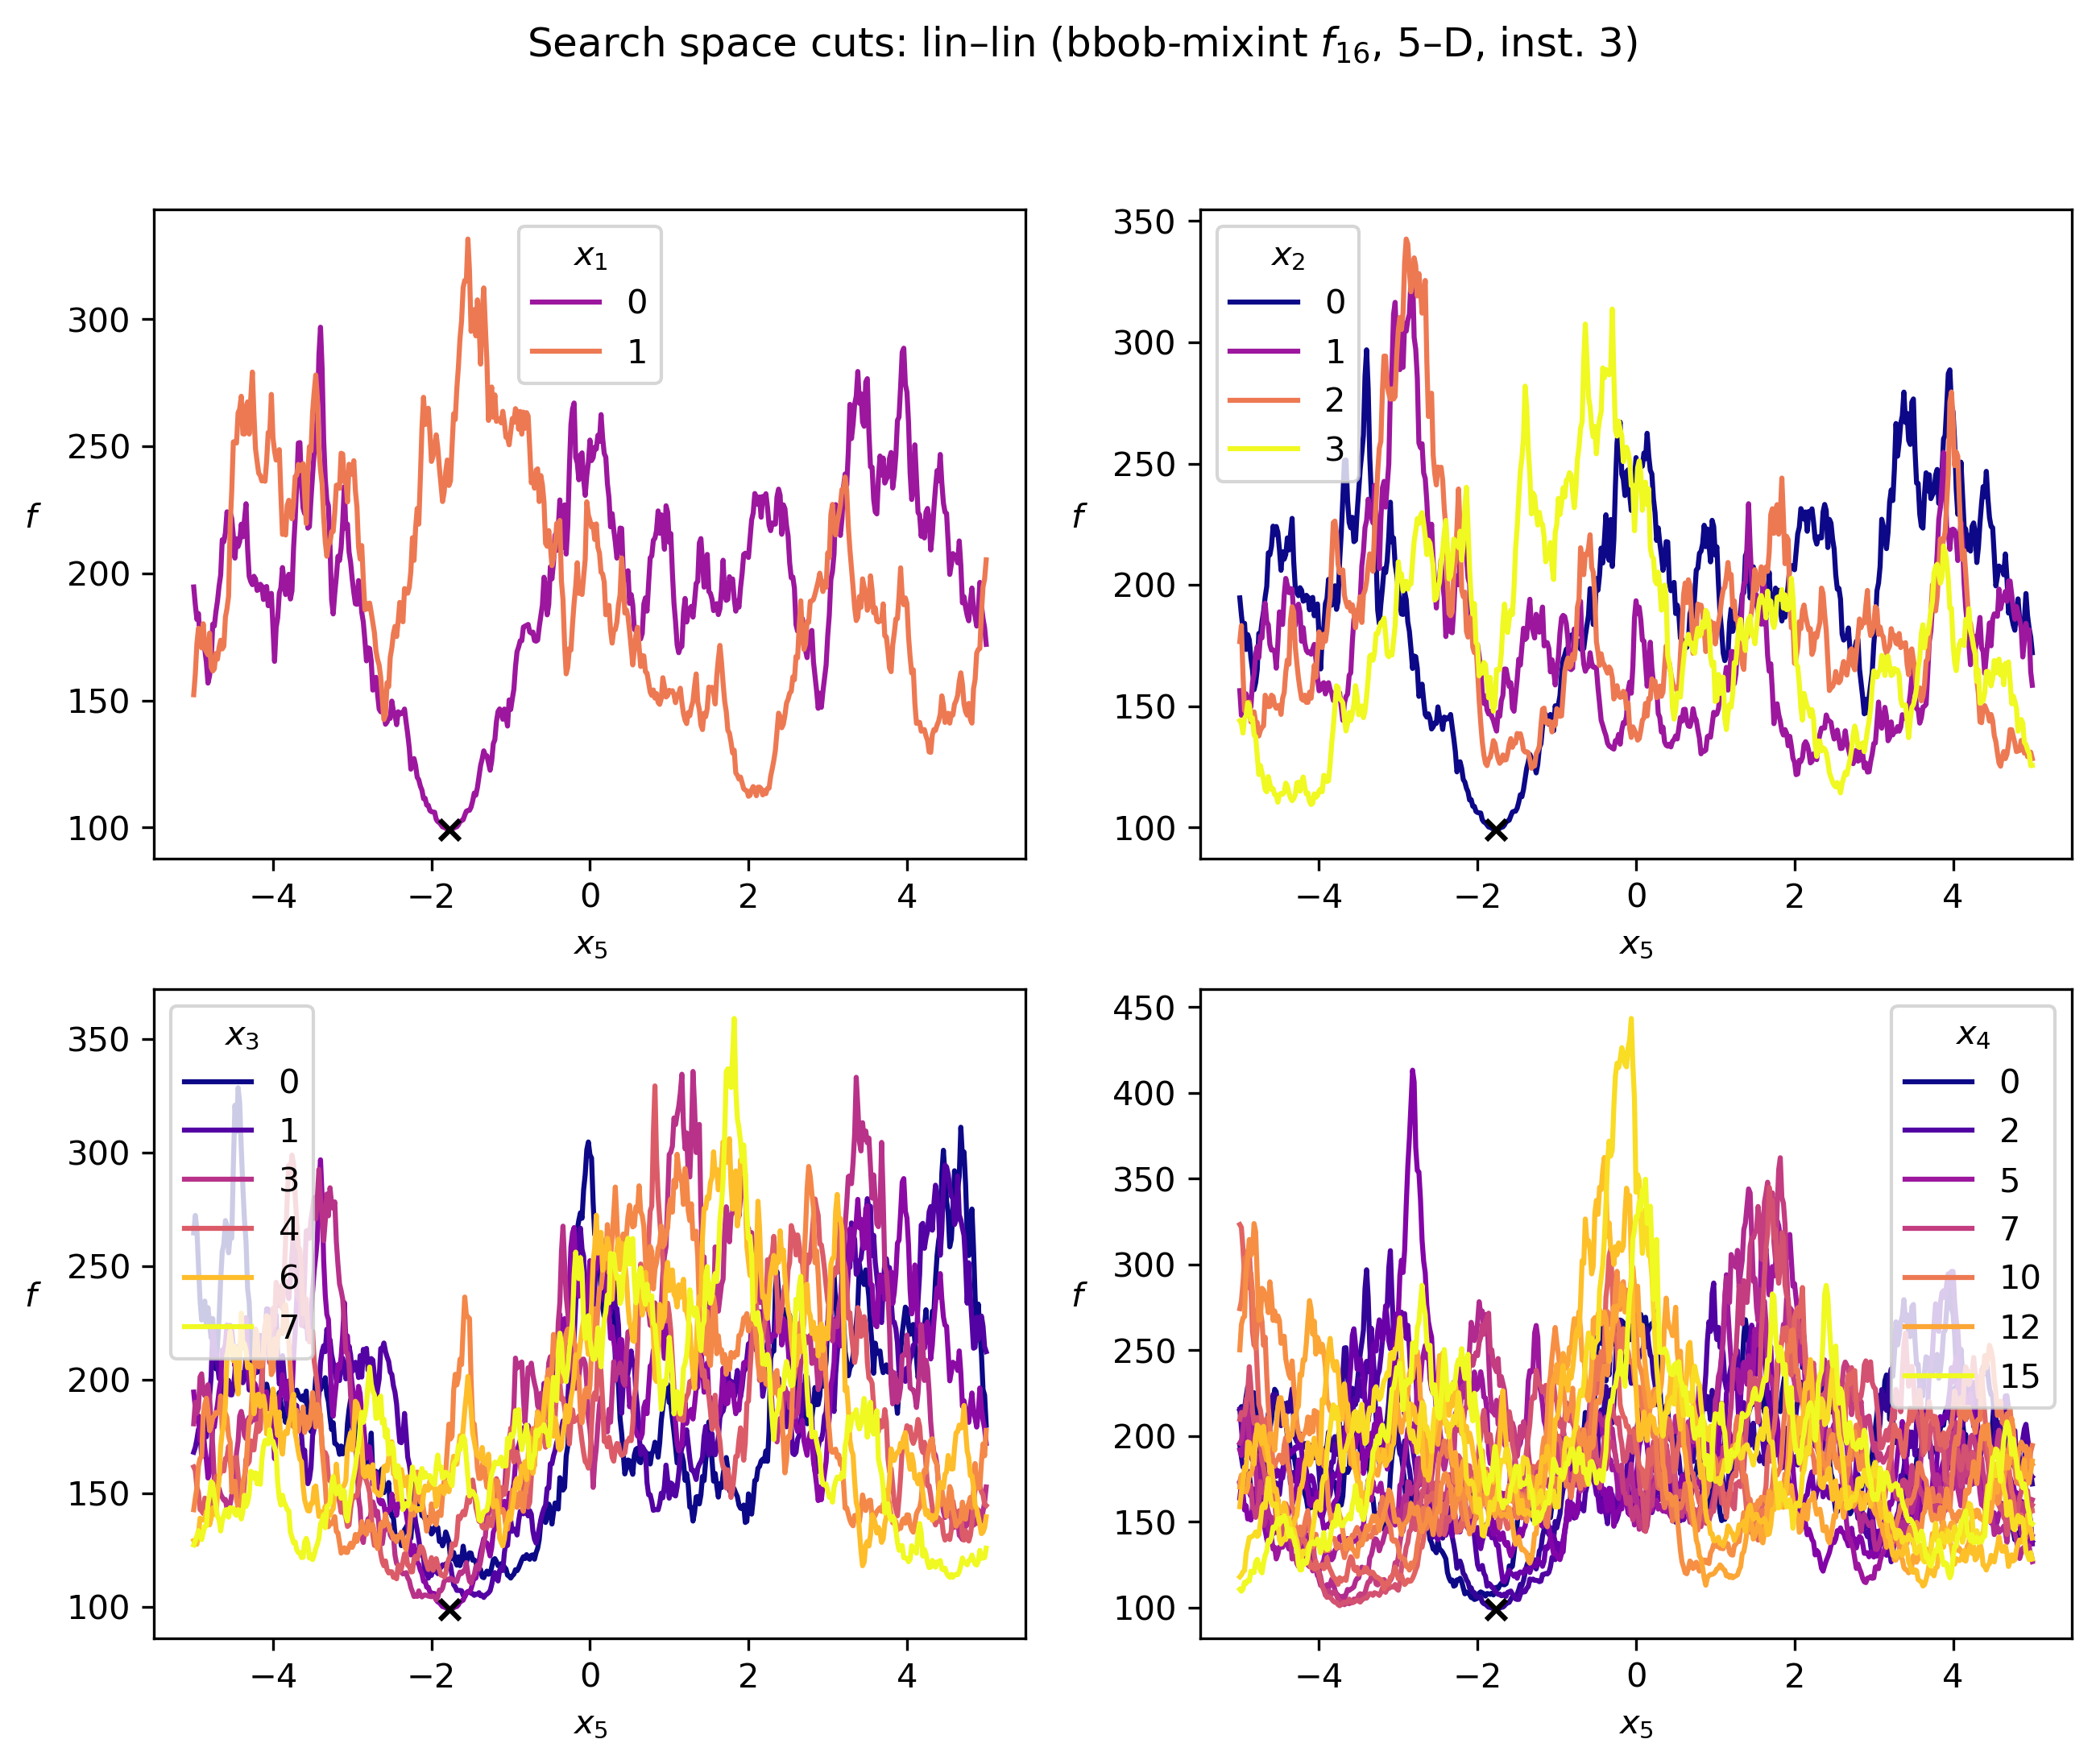 Search space cuts: lin–lin (bbob-mixint f₁₆, 5–D, inst. 3)
x₁
0
1
300
250
200
150
100
f
−4 −2 0 2 4
x₅
x₂
0
1
2
3
350
300
250
200
150
100
f
−4 −2 0 2 4
x₅
x₃
0
1
3
4
6
7
350
300
250
200
150
100
f
−4 −2 0 2 4
x₅
x₄
0
2
5
7
10
12
15
450
400
350
300
250
200
150
100
f
−4 −2 0 2 4
x₅